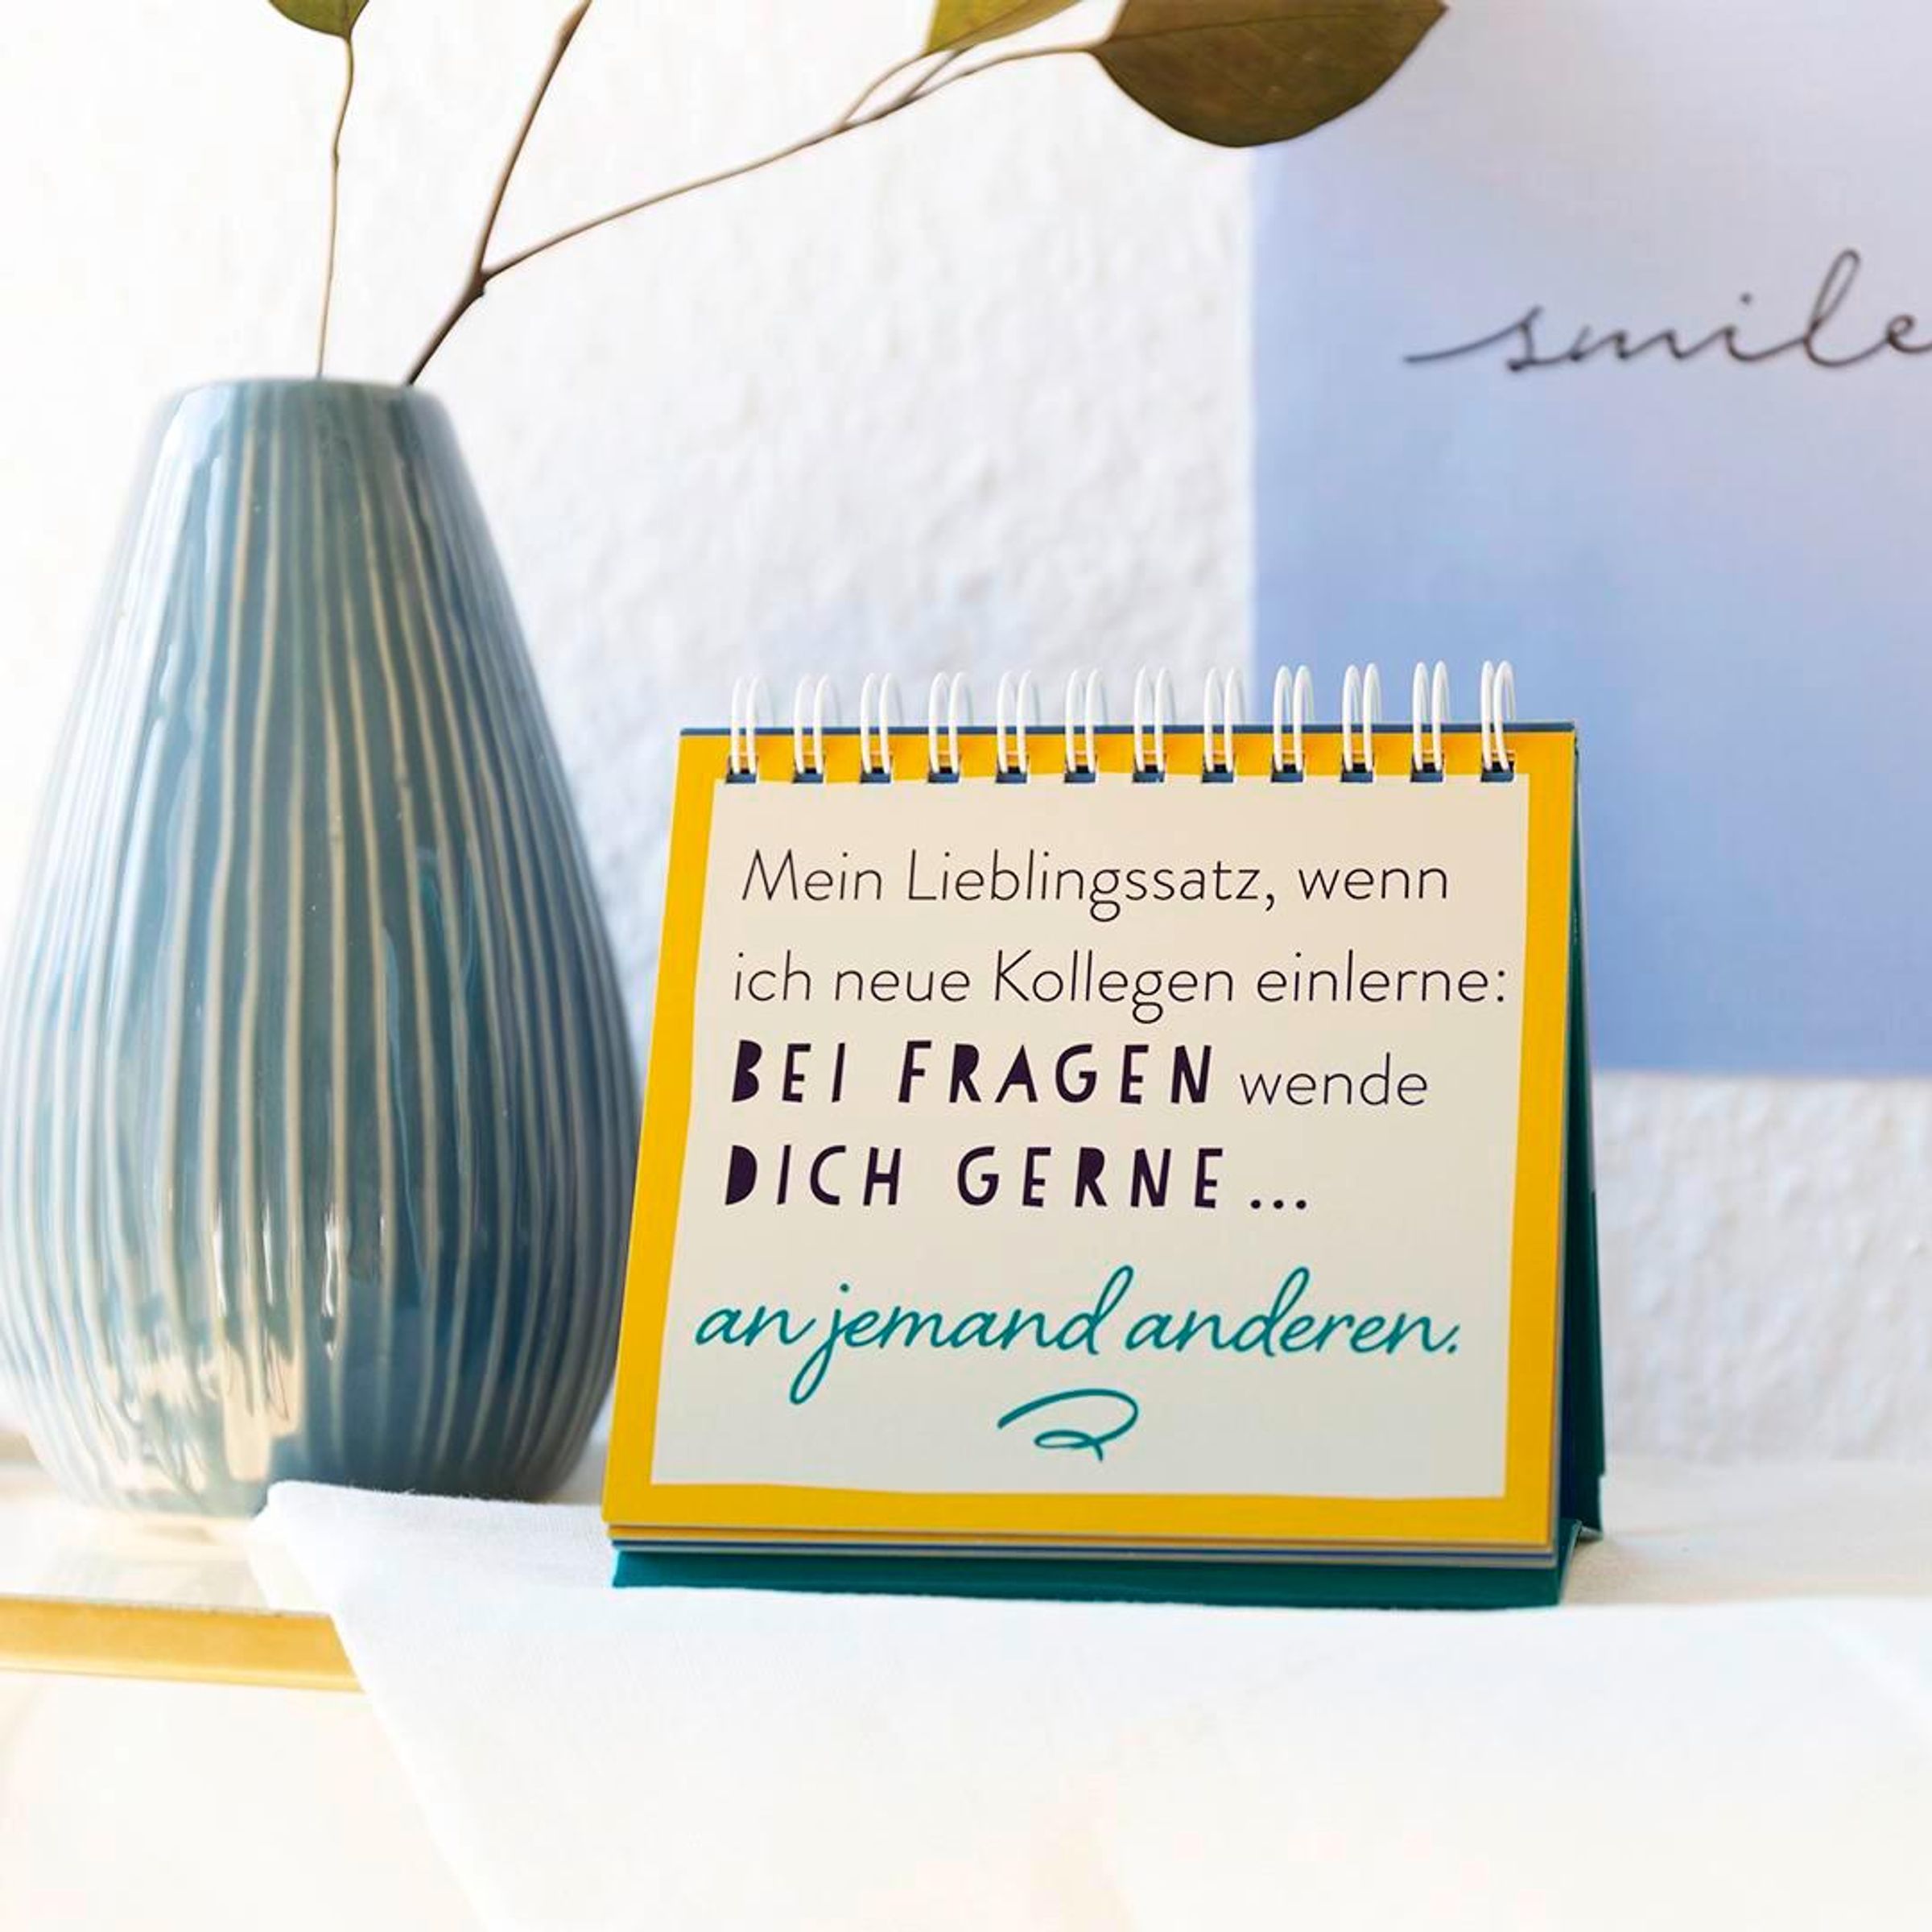 smile
Mein Lieblingssatz, wenn
ich neue Kollegen einlerne:
BEI FRAGEN wende
DICH GERNE...
an jemand anderen.